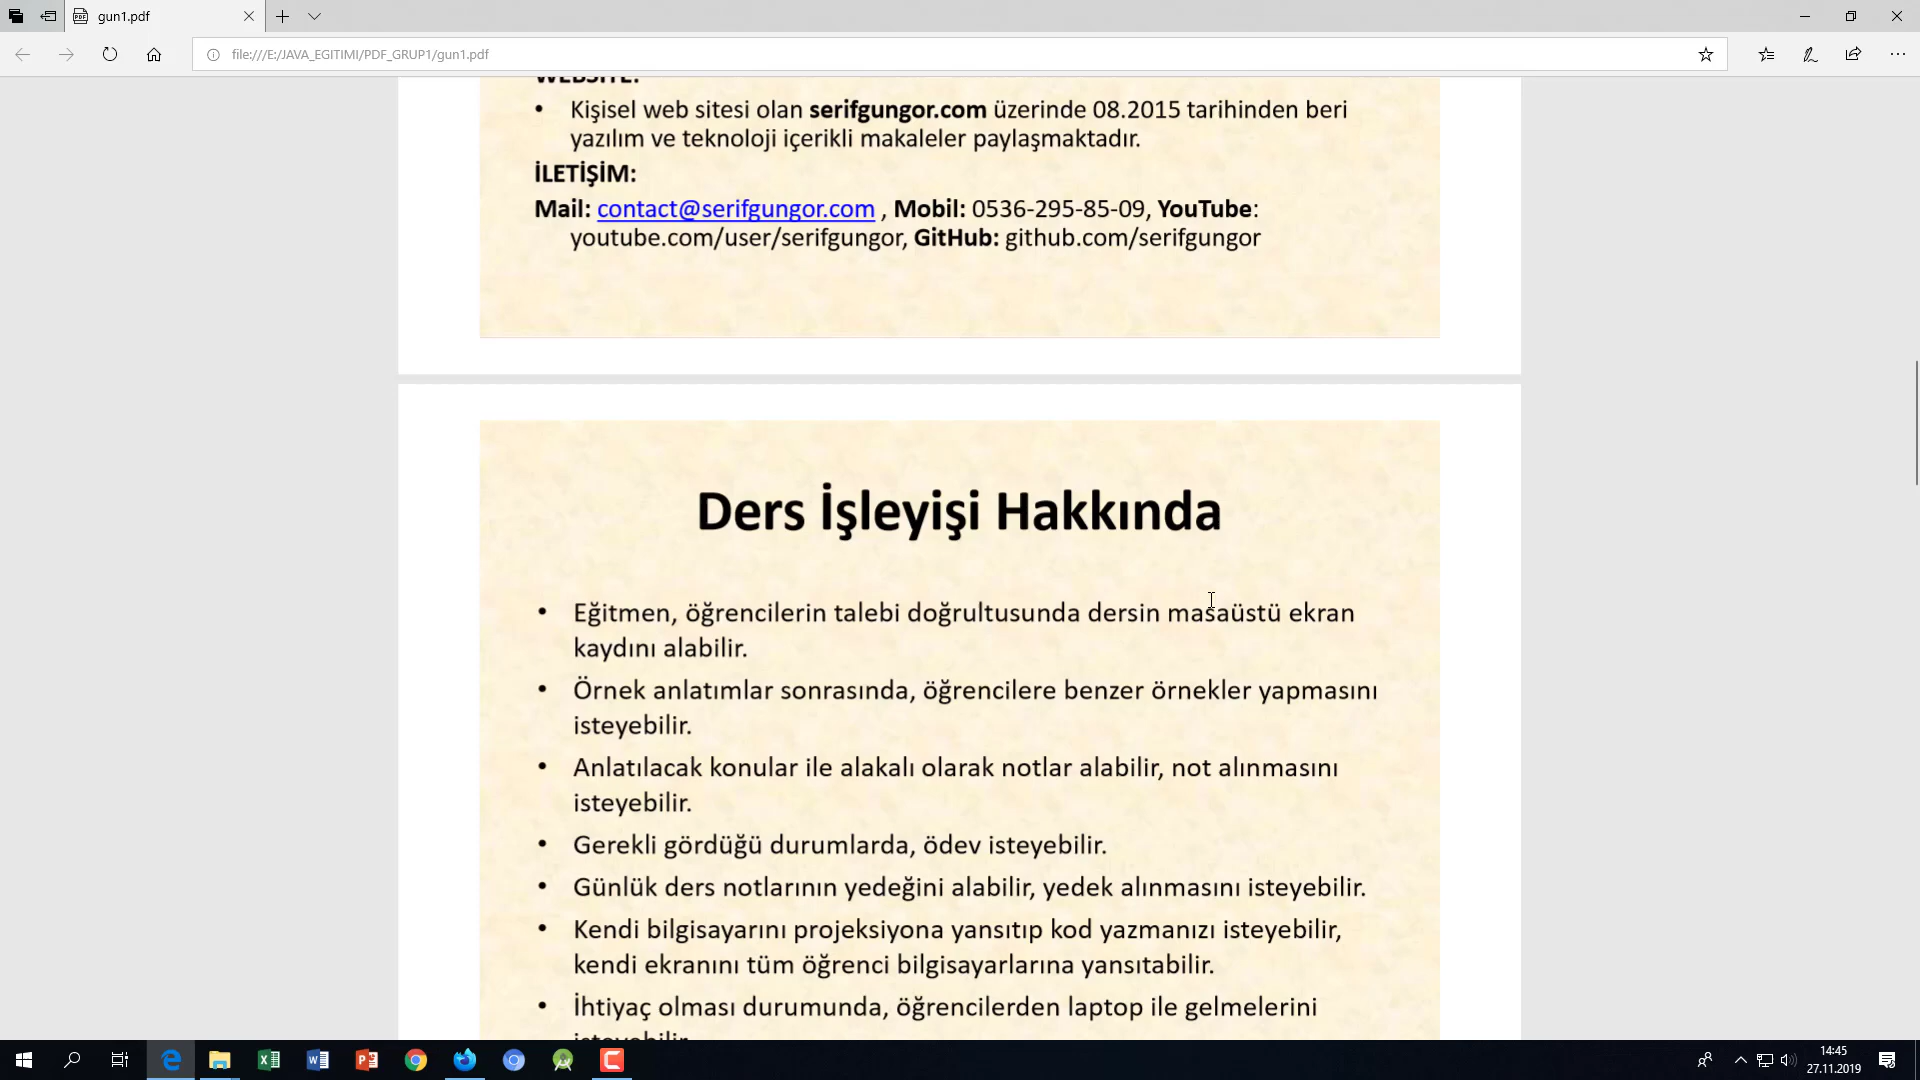 gun1.pdf
file:///E:/JAVA_EGITIMI/PDF_GRUP1/gun1.pdf
WEBSITE:
• Kişisel web sitesi olan serifgungor.com üzerinde 08.2015 tarihinden beri
yazılım ve teknoloji içerikli makaleler paylaşmaktadır.
İLETİŞİM:
Mail: contact@serifgungor.com , Mobil: 0536-295-85-09, YouTube:
youtube.com/user/serifgungor, GitHub: github.com/serifgungor
Ders İşleyişi Hakkında
• Eğitmen, öğrencilerin talebi doğrultusunda dersin masaüstü ekran
kaydını alabilir.
• Örnek anlatımlar sonrasında, öğrencilere benzer örnekler yapmasını
isteyebilir.
• Anlatılacak konular ile alakalı olarak notlar alabilir, not alınmasını
isteyebilir.
• Gerekli gördüğü durumlarda, ödev isteyebilir.
• Günlük ders notlarının yedeğini alabilir, yedek alınmasını isteyebilir.
• Kendi bilgisayarını projeksiyona yansıtıp kod yazmanızı isteyebilir,
kendi ekranını tüm öğrenci bilgisayarlarına yansıtabilir.
• İhtiyaç olması durumunda, öğrencilerden laptop ile gelmelerini
isteyebilir.
14:45
27.11.2019